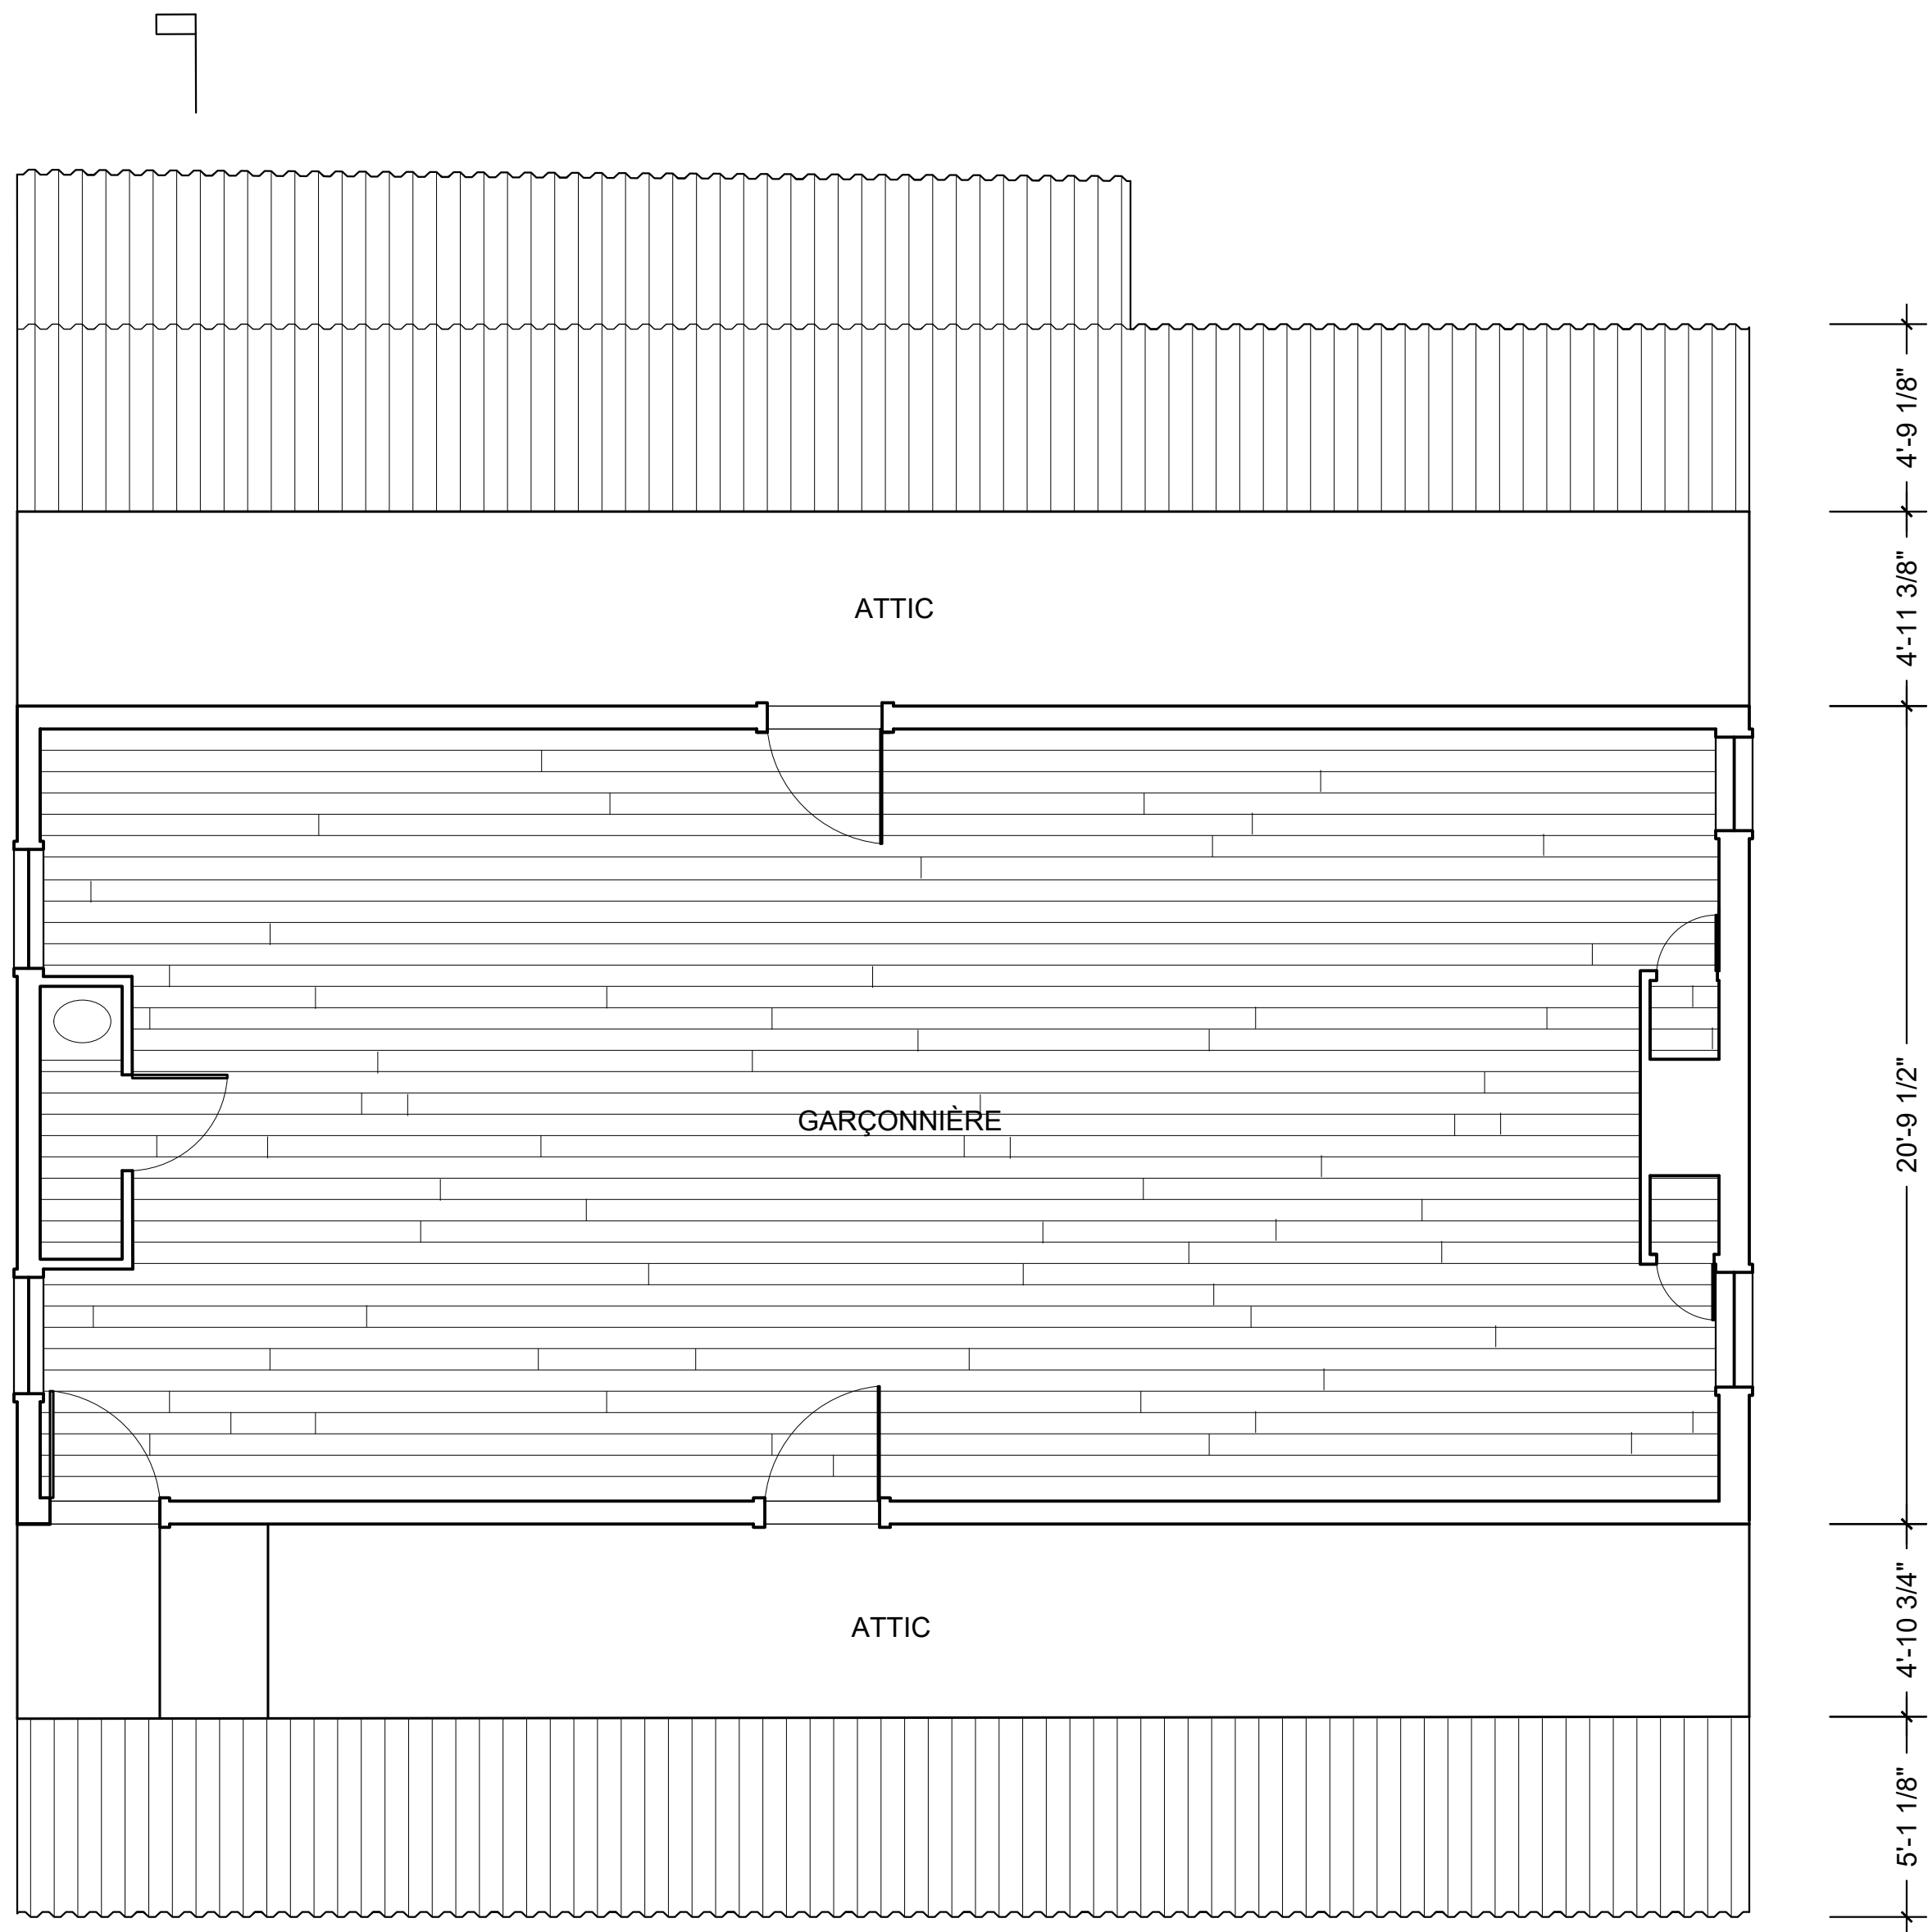 4'-9 1/8"
4'-11 3/8"
ATTIC
20'-9 1/2"
GARÇONNIÈRE
4'-10 3/4"
ATTIC
5'-1 1/8"